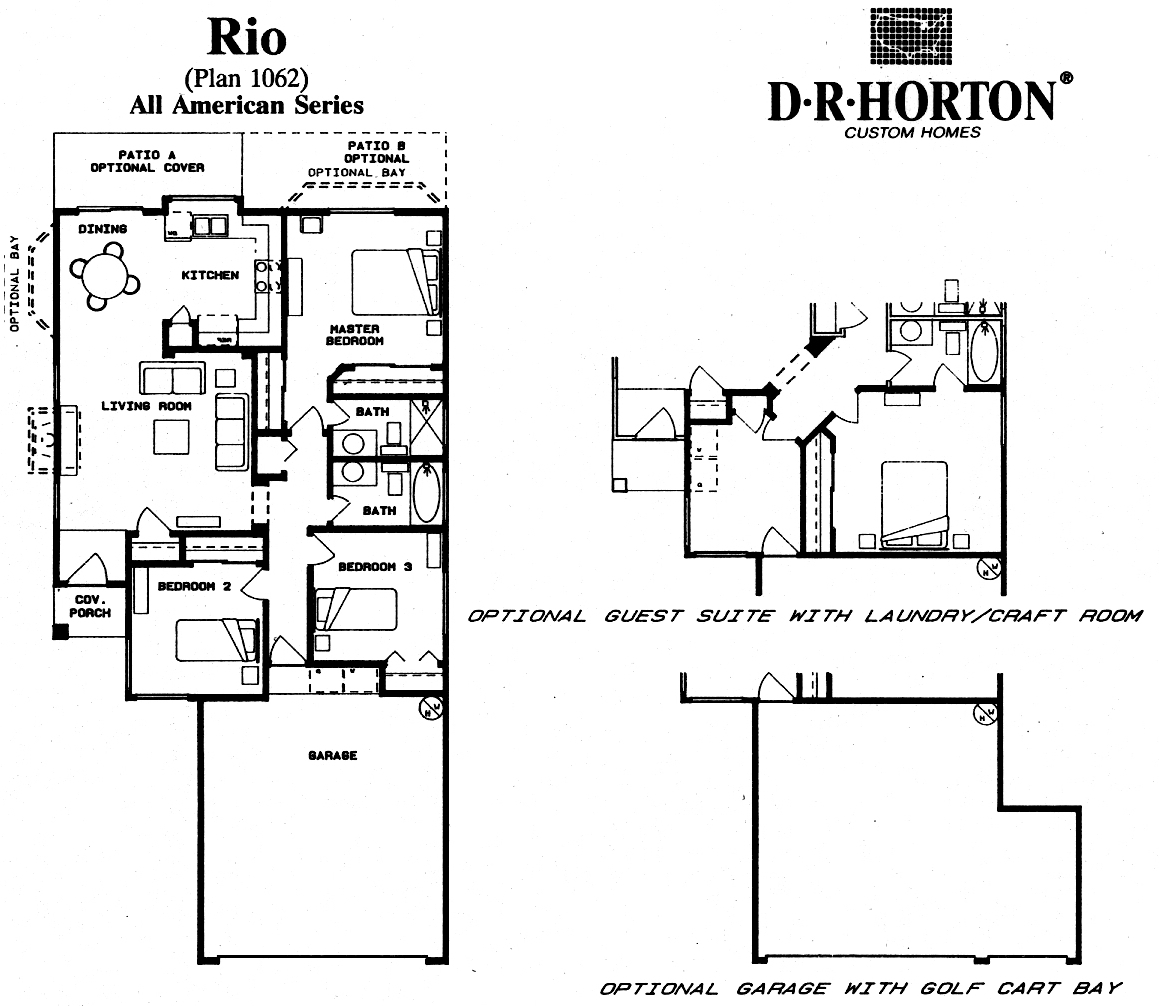 Rio
(Plan 1062)
All American Series
D·R·HORTON®
CUSTOM HOMES
PATIO A
OPTIONAL COVER
PATIO B
OPTIONAL
OPTIONAL BAY
DINING
OPTIONAL BAY
KITCHEN
MASTER
BEDROOM
LIVING ROOM
BATH
BATH
BEDROOM 2
BEDROOM 3
COV.
PORCH
GARAGE
H W
H W
OPTIONAL GUEST SUITE WITH LAUNDRY/CRAFT ROOM
H W
OPTIONAL GARAGE WITH GOLF CART BAY